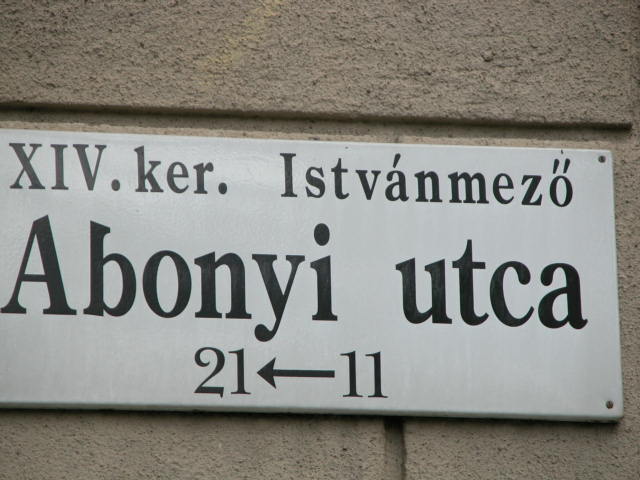 XIV. ker. Istvánmező
Abonyi utca
21 ← 11